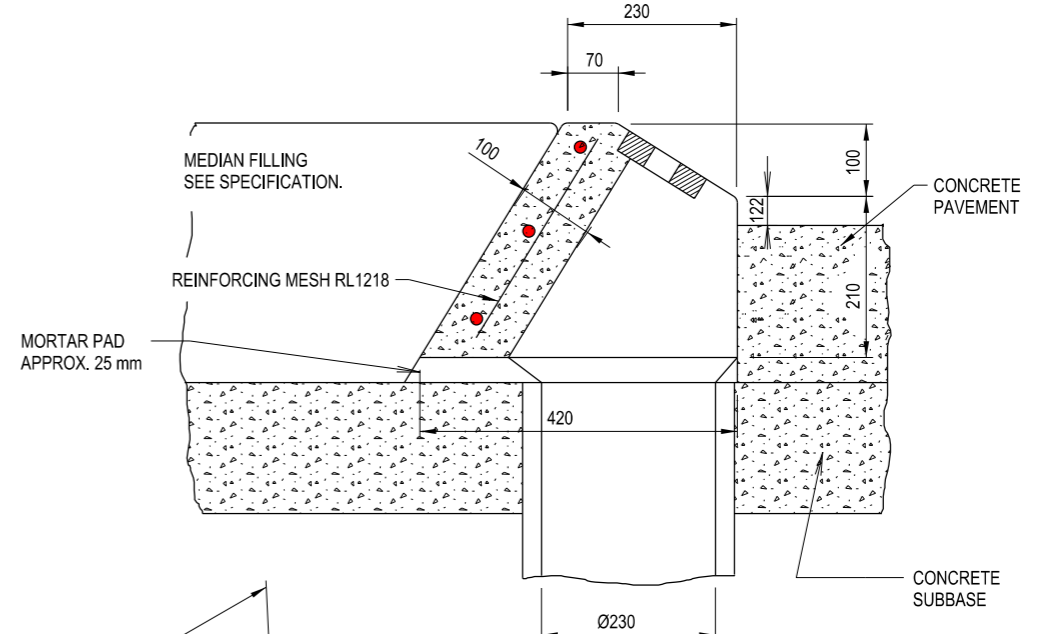 230
70
MEDIAN FILLING
SEE SPECIFICATION.
100
100
122
CONCRETE
PAVEMENT
REINFORCING MESH RL1218
210
MORTAR PAD
APPROX. 25 mm
420
CONCRETE
SUBBASE
Ø230